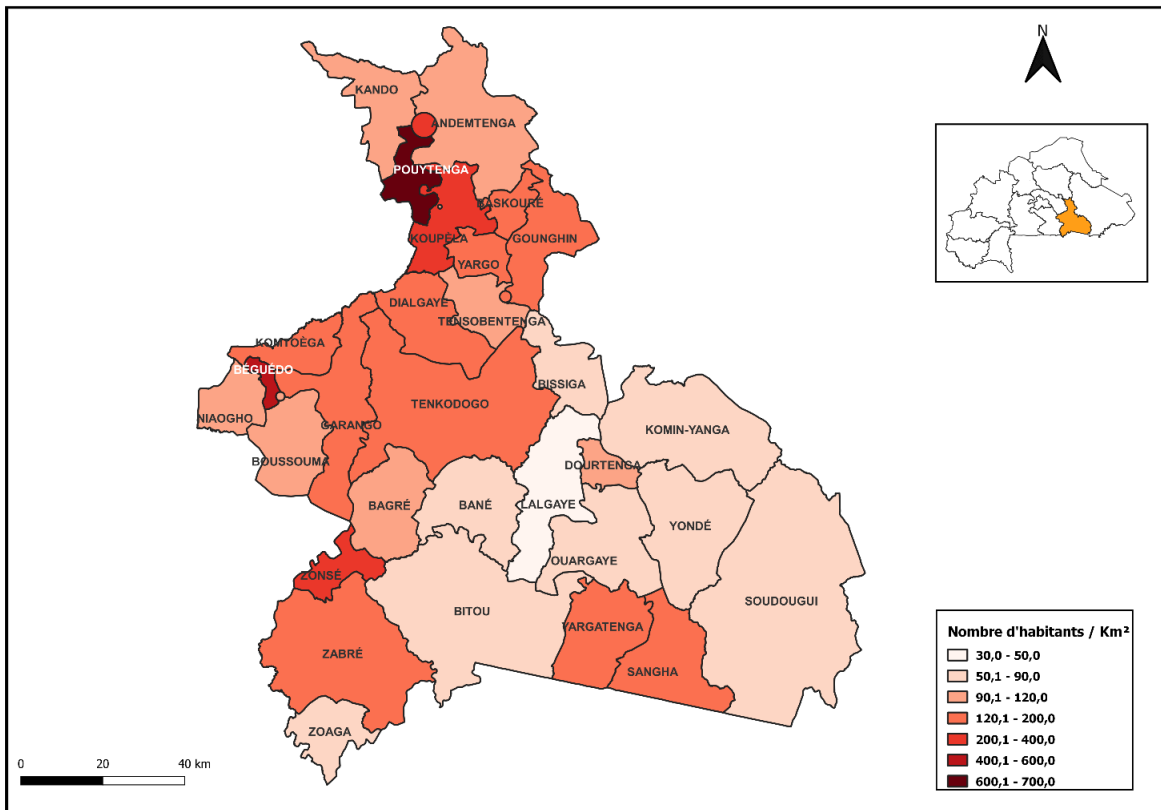 N
KANDO
ANDEMTENGA
POUYTENGA
BASKOURÉ
KOUPÉLA
GOUNGHIN
YARGO
DIALGAYE
TENSOBENTENGA
KOMTOÈGA
BÉGUÉDO
BISSIGA
NIAOGHO
TENKODOGO
GARANGO
KOMIN-YANGA
BOUSSOUMA
DOURTENGA
BAGRÉ
BANÉ
LALGAYE
YONDÉ
OUARGAYE
ZONSÉ
SOUDOUGUI
BITOU
YARGATENGA
ZABRÉ
SANGHA
ZOAGA
Nombre d'habitants / Km²
30,0 - 50,0
50,1 - 90,0
90,1 - 120,0
120,1 - 200,0
200,1 - 400,0
400,1 - 600,0
600,1 - 700,0
0 20 40 km